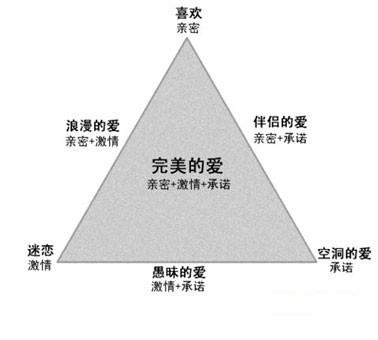 喜欢
亲密
浪漫的爱
亲密+激情
伴侣的爱
亲密+承诺
完美的爱
亲密+激情+承诺
迷恋
激情
空洞的爱
承诺
愚昧的爱
激情+承诺